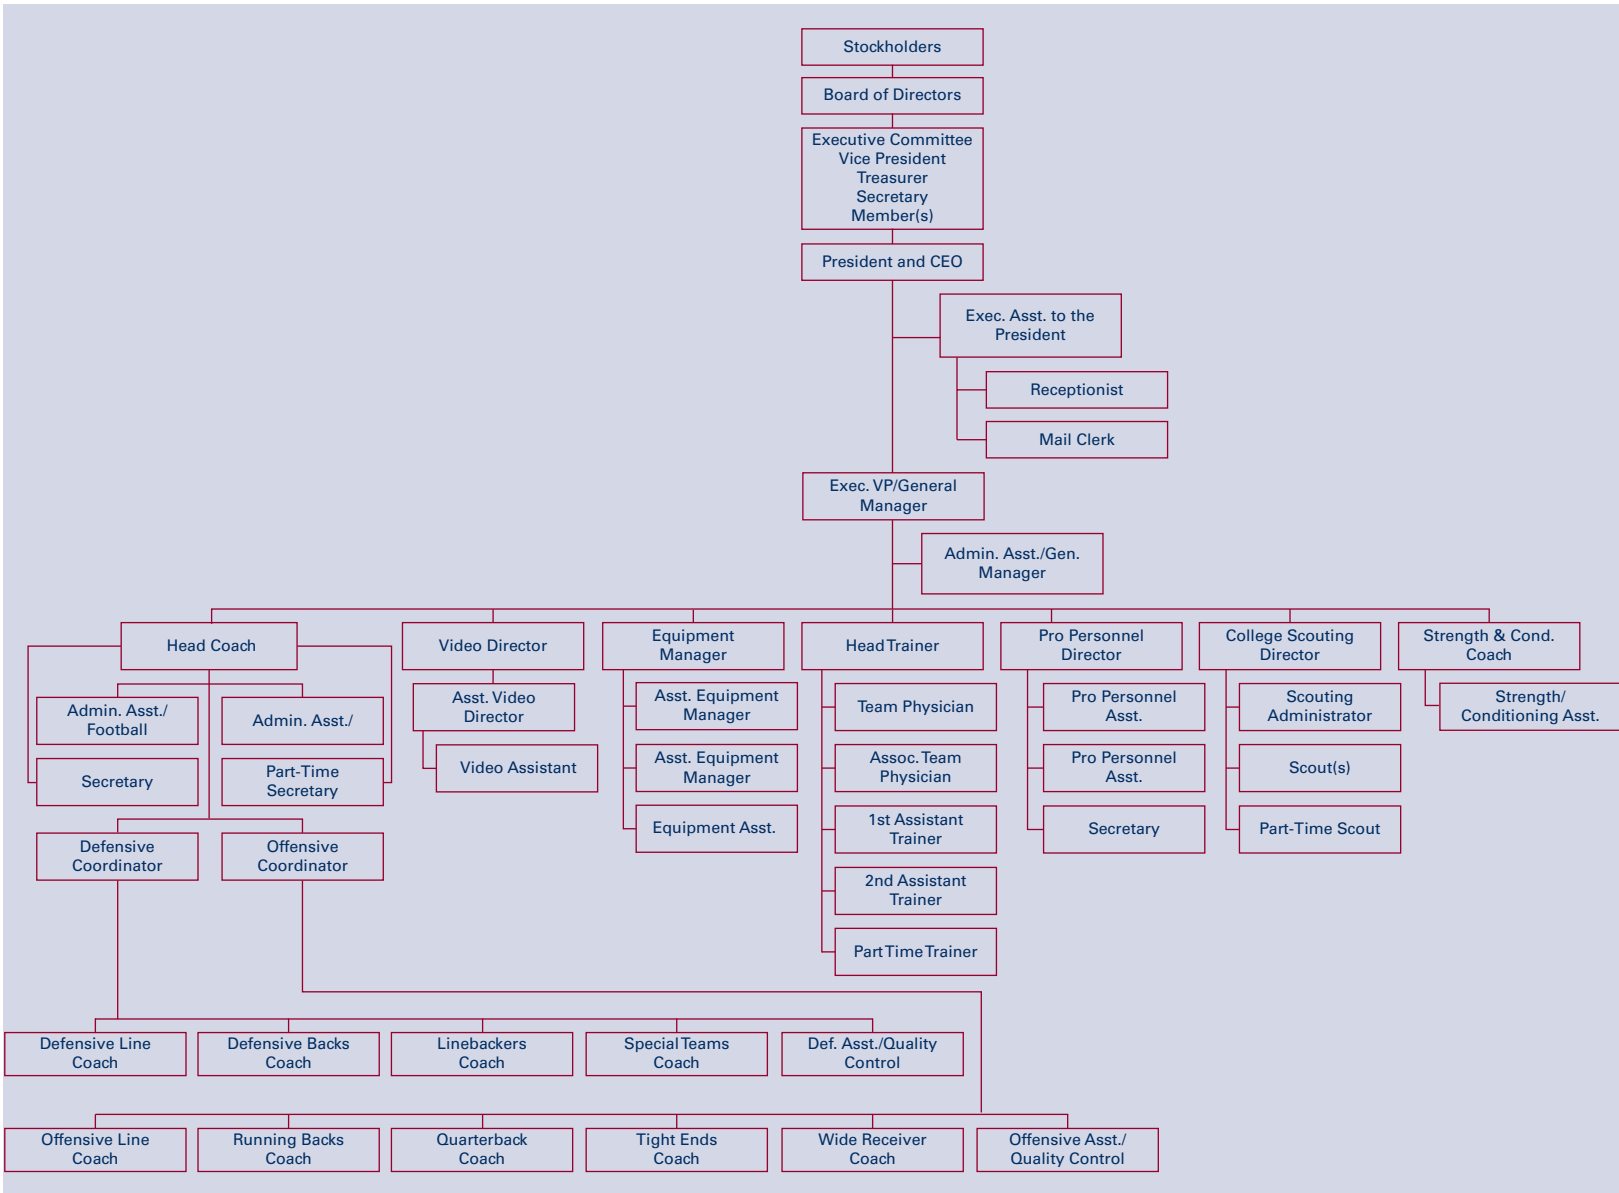 Stockholders
Board of Directors
Executive Committee
Vice President
Treasurer
Secretary
Member(s)
President and CEO
Exec. Asst. to the
President
Receptionist
Mail Clerk
Exec. VP/General
Manager
Admin. Asst./Gen.
Manager
Head Coach
Video Director
Equipment
Manager
Head Trainer
Pro Personnel
Director
College Scouting
Director
Strength & Cond.
Coach
Admin. Asst./
Football
Admin. Asst./
Secretary
Part-Time
Secretary
Defensive
Coordinator
Offensive
Coordinator
Asst. Video
Director
Video Assistant
Asst. Equipment
Manager
Asst. Equipment
Manager
Equipment Asst.
Team Physician
Assoc. Team
Physician
1st Assistant
Trainer
2nd Assistant
Trainer
Part Time Trainer
Pro Personnel
Asst.
Pro Personnel
Asst.
Secretary
Scouting
Administrator
Scout(s)
Part-Time Scout
Strength/
Conditioning Asst.
Defensive Line
Coach
Defensive Backs
Coach
Linebackers
Coach
Special Teams
Coach
Def. Asst./Quality
Control
Offensive Line
Coach
Running Backs
Coach
Quarterback
Coach
Tight Ends
Coach
Wide Receiver
Coach
Offensive Asst./
Quality Control